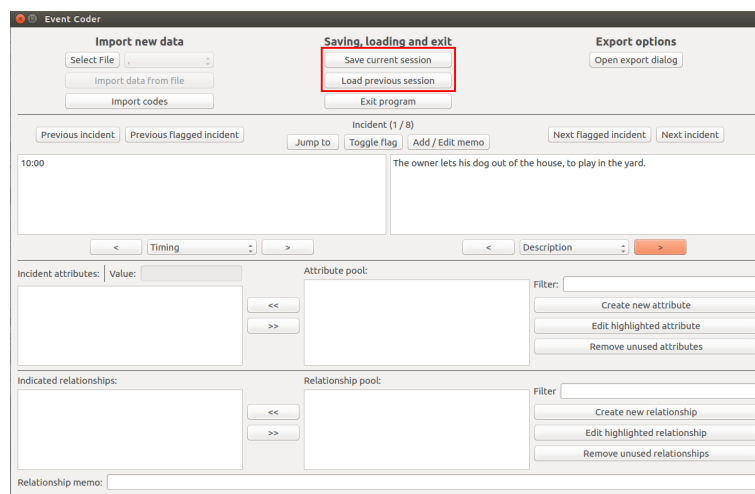 Event Coder
Import new data Saving, loading and exit Export options
Select File , Save current session Open export dialog
Import data from file Load previous session
Import codes Exit program
Incident (1 / 8)
Previous incident Previous flagged incident Jump to Toggle flag Add / Edit memo Next flagged incident Next incident
10:00 The owner lets his dog out of the house, to play in the yard.
< Timing > < Description >
Incident attributes: Value: Attribute pool:
Filter:
<< Create new attribute
>> Edit highlighted attribute
Remove unused attributes
Indicated relationships: Relationship pool:
Filter
<< Create new relationship
>> Edit highlighted relationship
Remove unused relationships
Relationship memo: